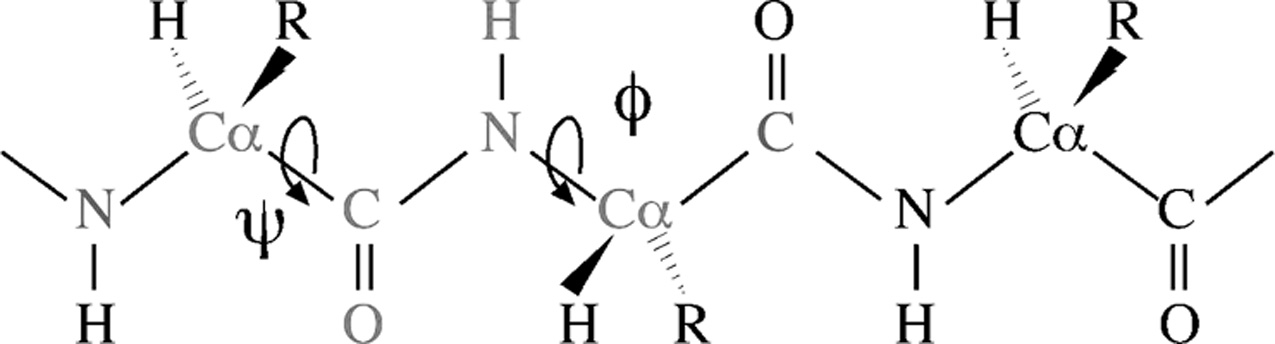 H R H O H R
Cα N ϕ C Cα
N ψ C Cα N C
H O H R H O